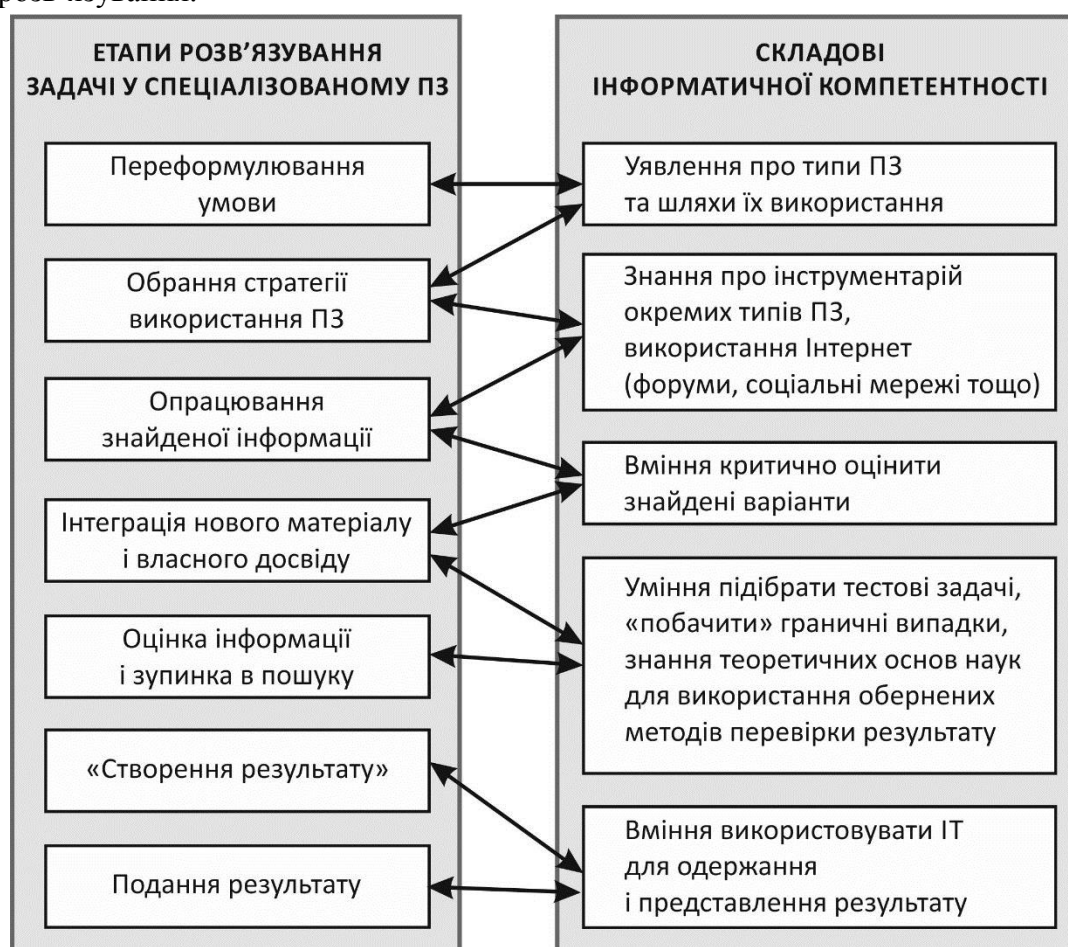 ЕТАПИ РОЗВ’ЯЗУВАННЯ
ЗАДАЧІ У СПЕЦІАЛІЗОВАНОМУ ПЗ
Переформулювання
умови
Обрання стратегії
використання ПЗ
Опрацювання
знайденої інформації
Інтеграція нового матеріалу
і власного досвіду
Оцінка інформації
і зупинка в пошуку
«Створення результату»
Подання результату
СКЛАДОВІ
ІНФОРМАТИЧНОЇ КОМПЕТЕНТНОСТІ
Уявлення про типи ПЗ
та шляхи їх використання
Знання про інструментарій
окремих типів ПЗ,
використання Інтернет
(форуми, соціальні мережі тощо)
Вміння критично оцінити
знайдені варіанти
Уміння підібрати тестові задачі,
«побачити» граничні випадки,
знання теоретичних основ наук
для використання обернених
методів перевірки результату
Вміння використовувати ІТ
для одержання
і представлення результату